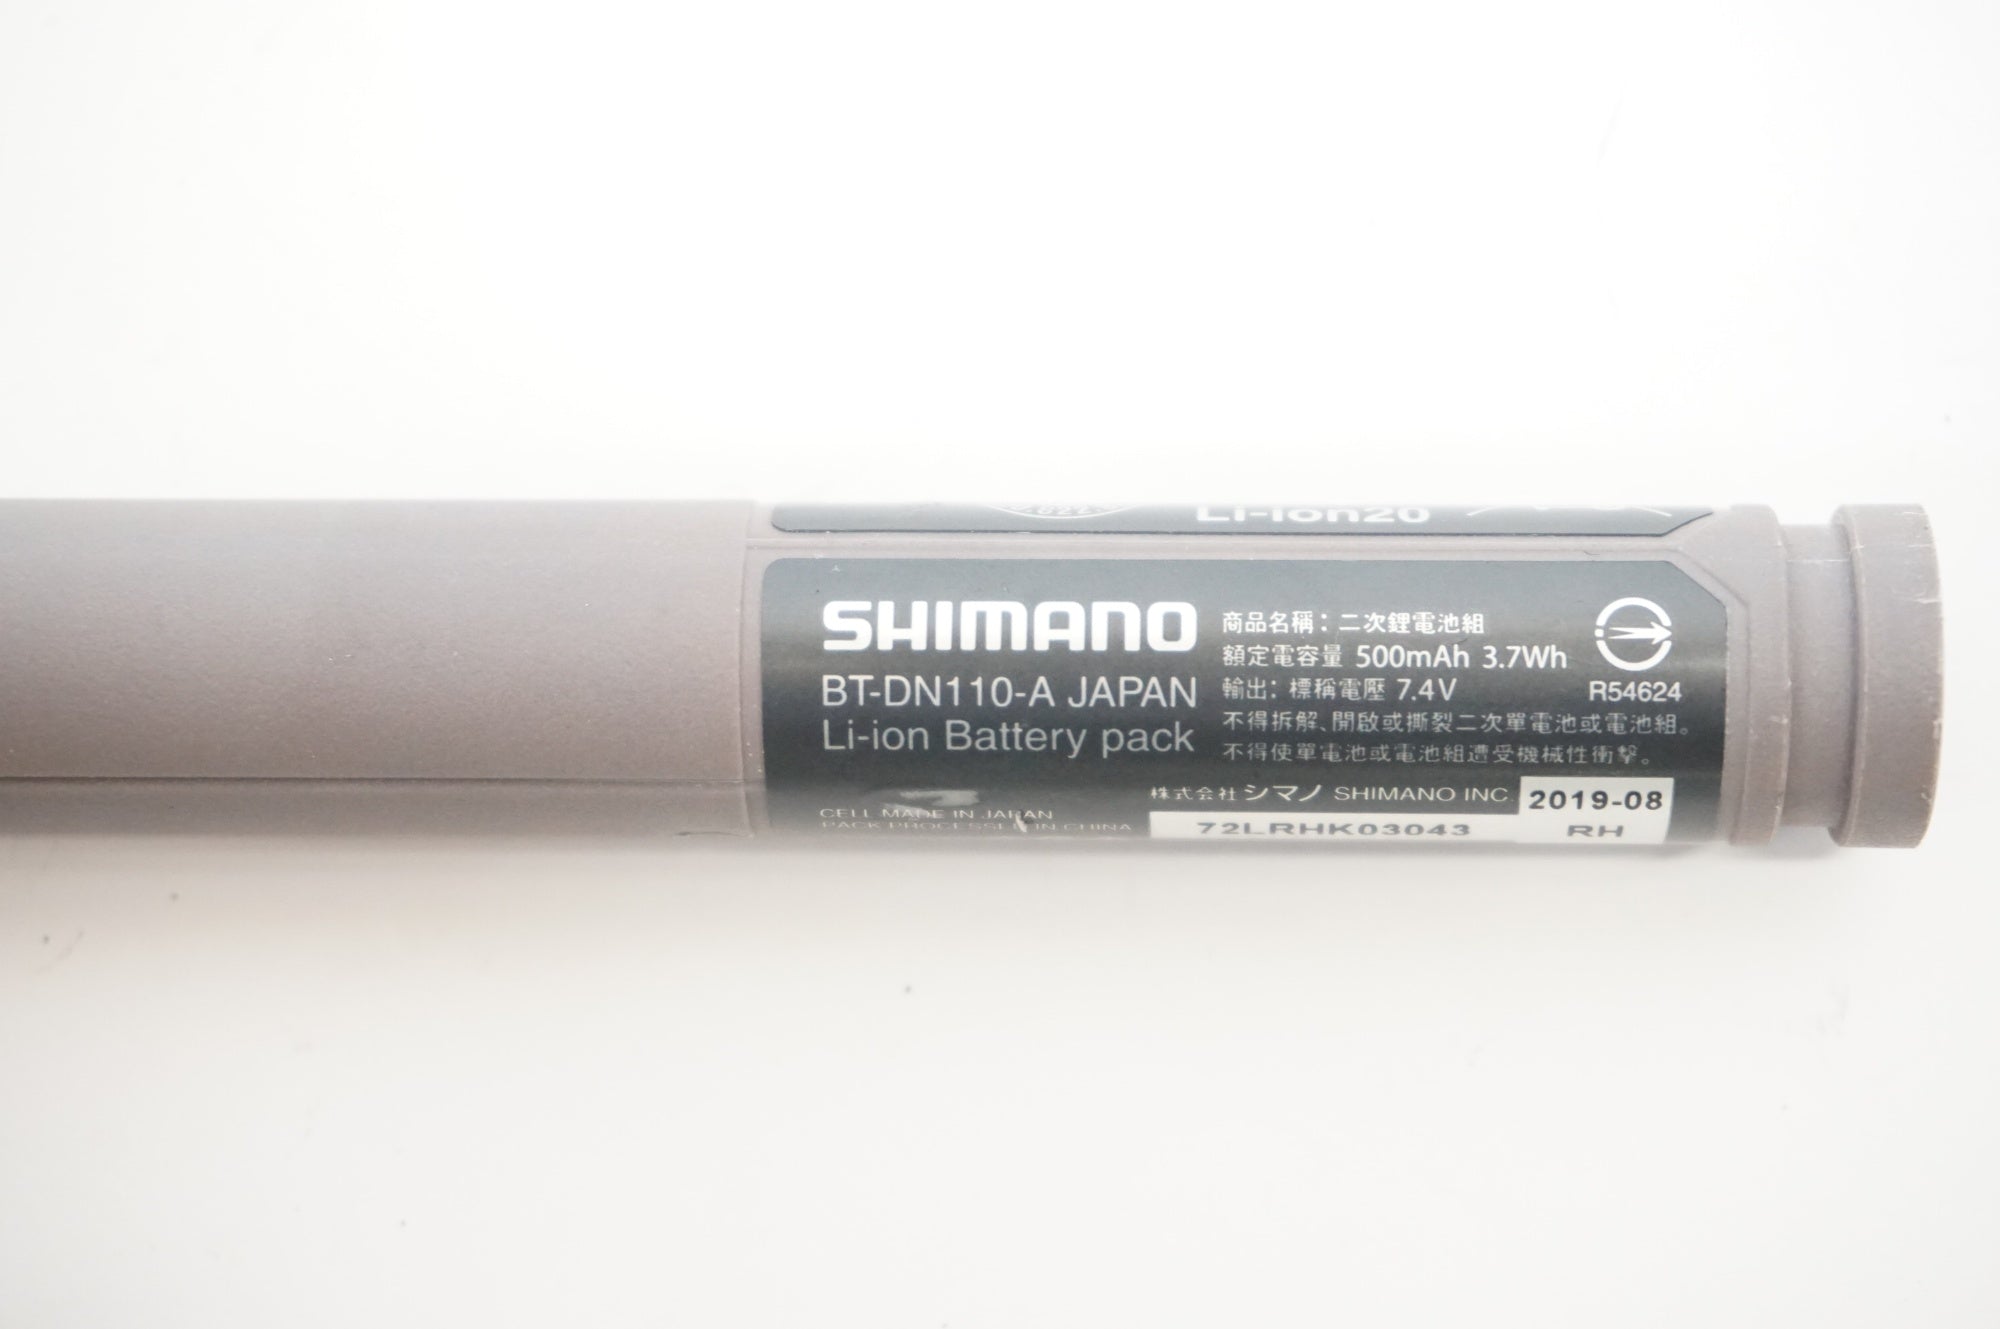 Li-ion20
SHIMANO
BT-DN110-A JAPAN
Li-ion Battery pack
商品名稱：二次鋰電池組
額定電容量 500mAh 3.7Wh
輸出：標稱電壓 7.4V
不得拆解、開啟或撕裂二次單電池或電池組。
不得使單電池或電池組遭受機械性衝擊。
R54624
CELL MADE IN JAPAN
PACK PROCESSED IN CHINA
株式会社 シマノ SHIMANO INC.
2019-08
72LRHK03043
RH